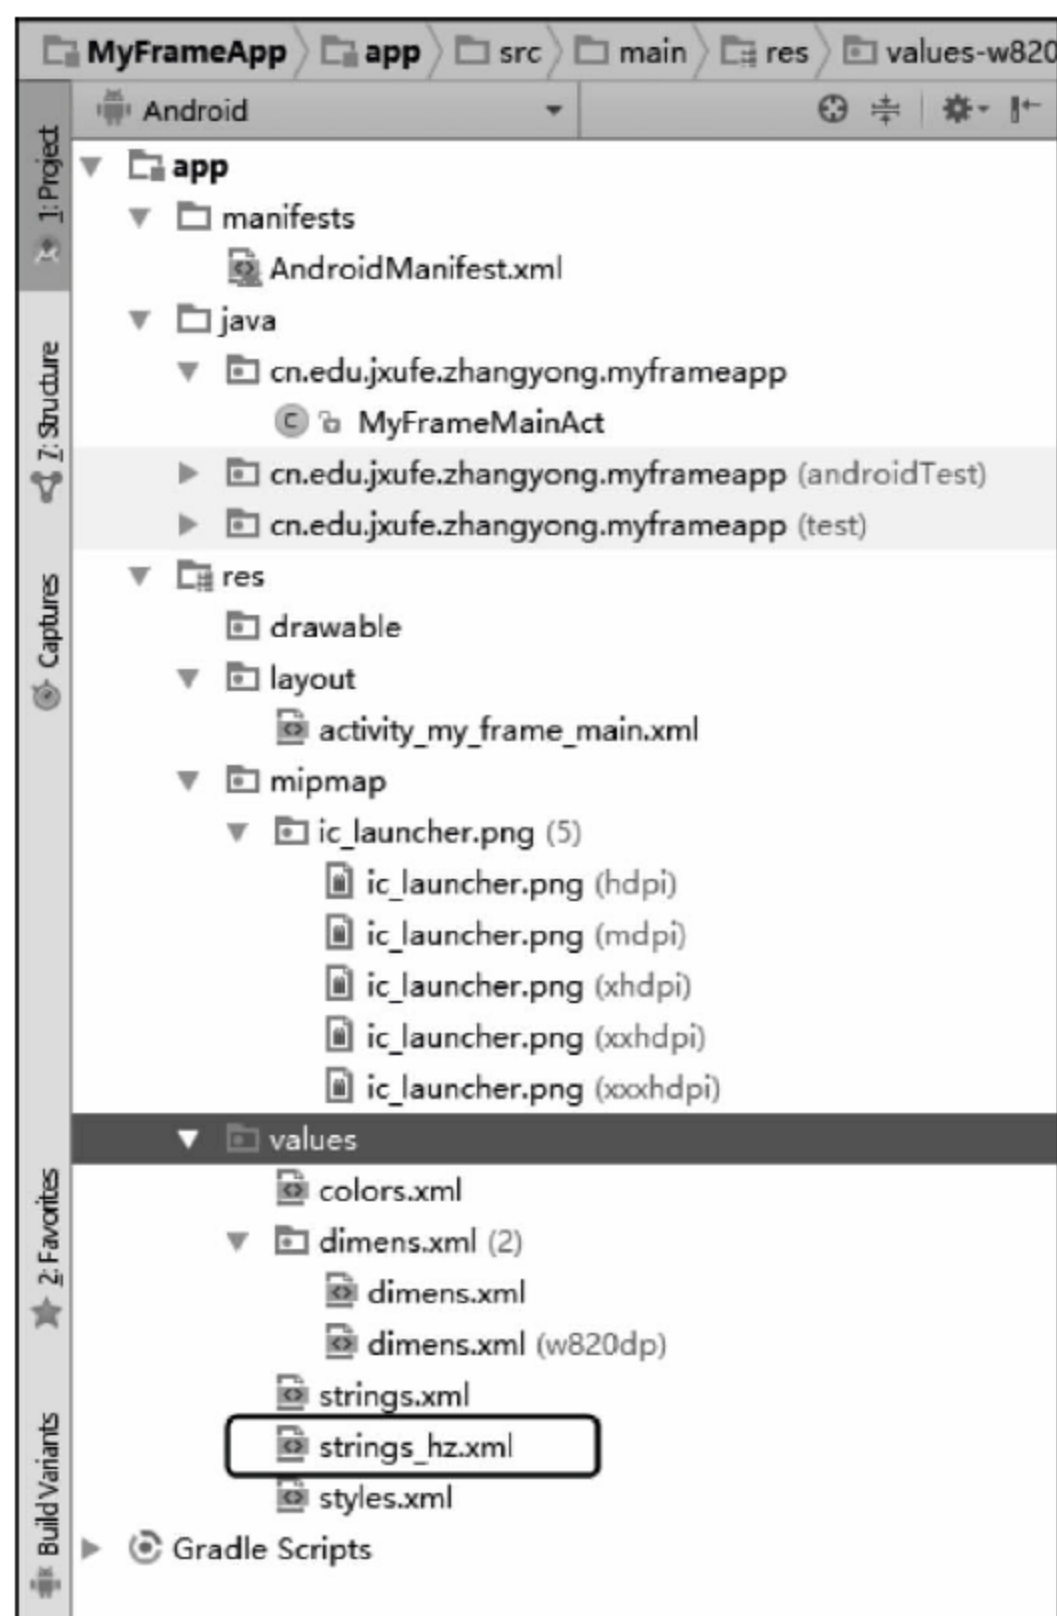 MyFrameApp app src main res values-w820
Android
1: Project
7: Structure
Captures
2: Favorites
Build Variants
app
manifests
AndroidManifest.xml
java
cn.edu.jxufe.zhangyong.myframeapp
MyFrameMainAct
cn.edu.jxufe.zhangyong.myframeapp (androidTest)
cn.edu.jxufe.zhangyong.myframeapp (test)
res
drawable
layout
activity_my_frame_main.xml
mipmap
ic_launcher.png (5)
ic_launcher.png (hdpi)
ic_launcher.png (mdpi)
ic_launcher.png (xhdpi)
ic_launcher.png (xxhdpi)
ic_launcher.png (xxxhdpi)
values
colors.xml
dimens.xml (2)
dimens.xml
dimens.xml (w820dp)
strings.xml
strings_hz.xml
styles.xml
Gradle Scripts